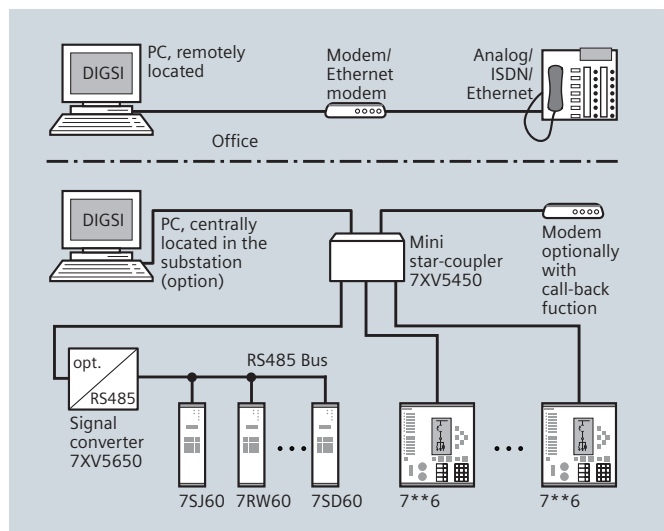 DIGSI
PC, remotely
located
Modem/
Ethernet
modem
Analog/
ISDN/
Ethernet
Office
DIGSI
PC, centrally
located in the
substation
(option)
Mini
star-coupler
7XV5450
Modem
optionally
with
call-back
fuction
opt.
RS485
RS485 Bus
Signal
converter
7XV5650
7SJ60
7RW60
7SD60
7**6
7**6